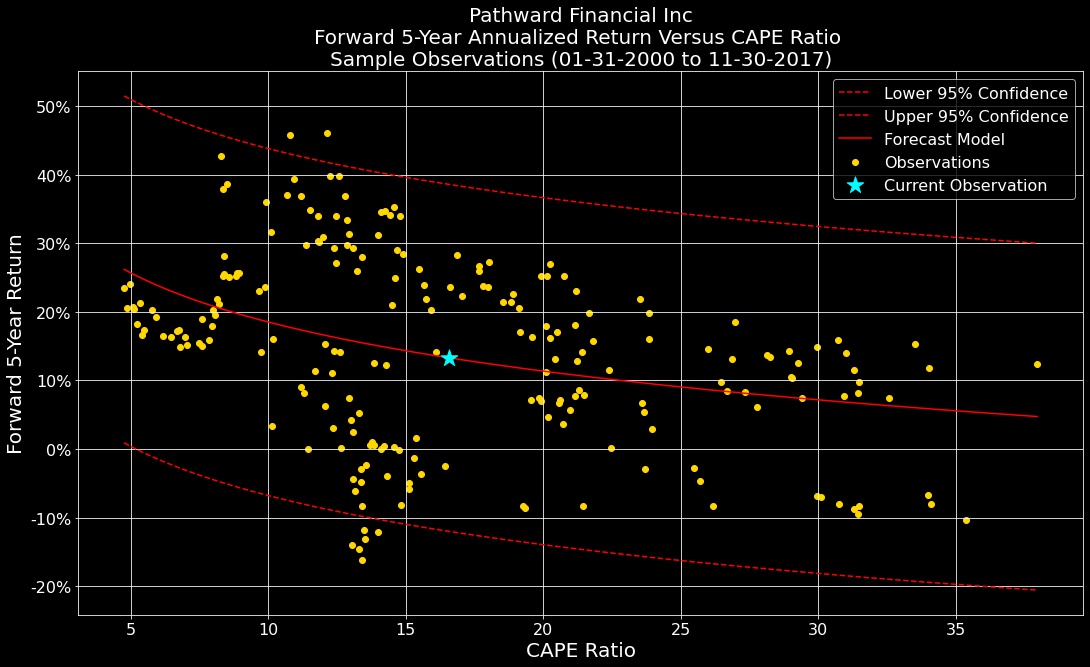 Pathward Financial Inc
Forward 5-Year Annualized Return Versus CAPE Ratio
Sample Observations (01-31-2000 to 11-30-2017)
Lower 95% Confidence
Upper 95% Confidence
Forecast Model
Observations
Current Observation
Forward 5-Year Return
50%
40%
30%
20%
10%
0%
-10%
-20%
5 10 15 20 25 30 35
CAPE Ratio